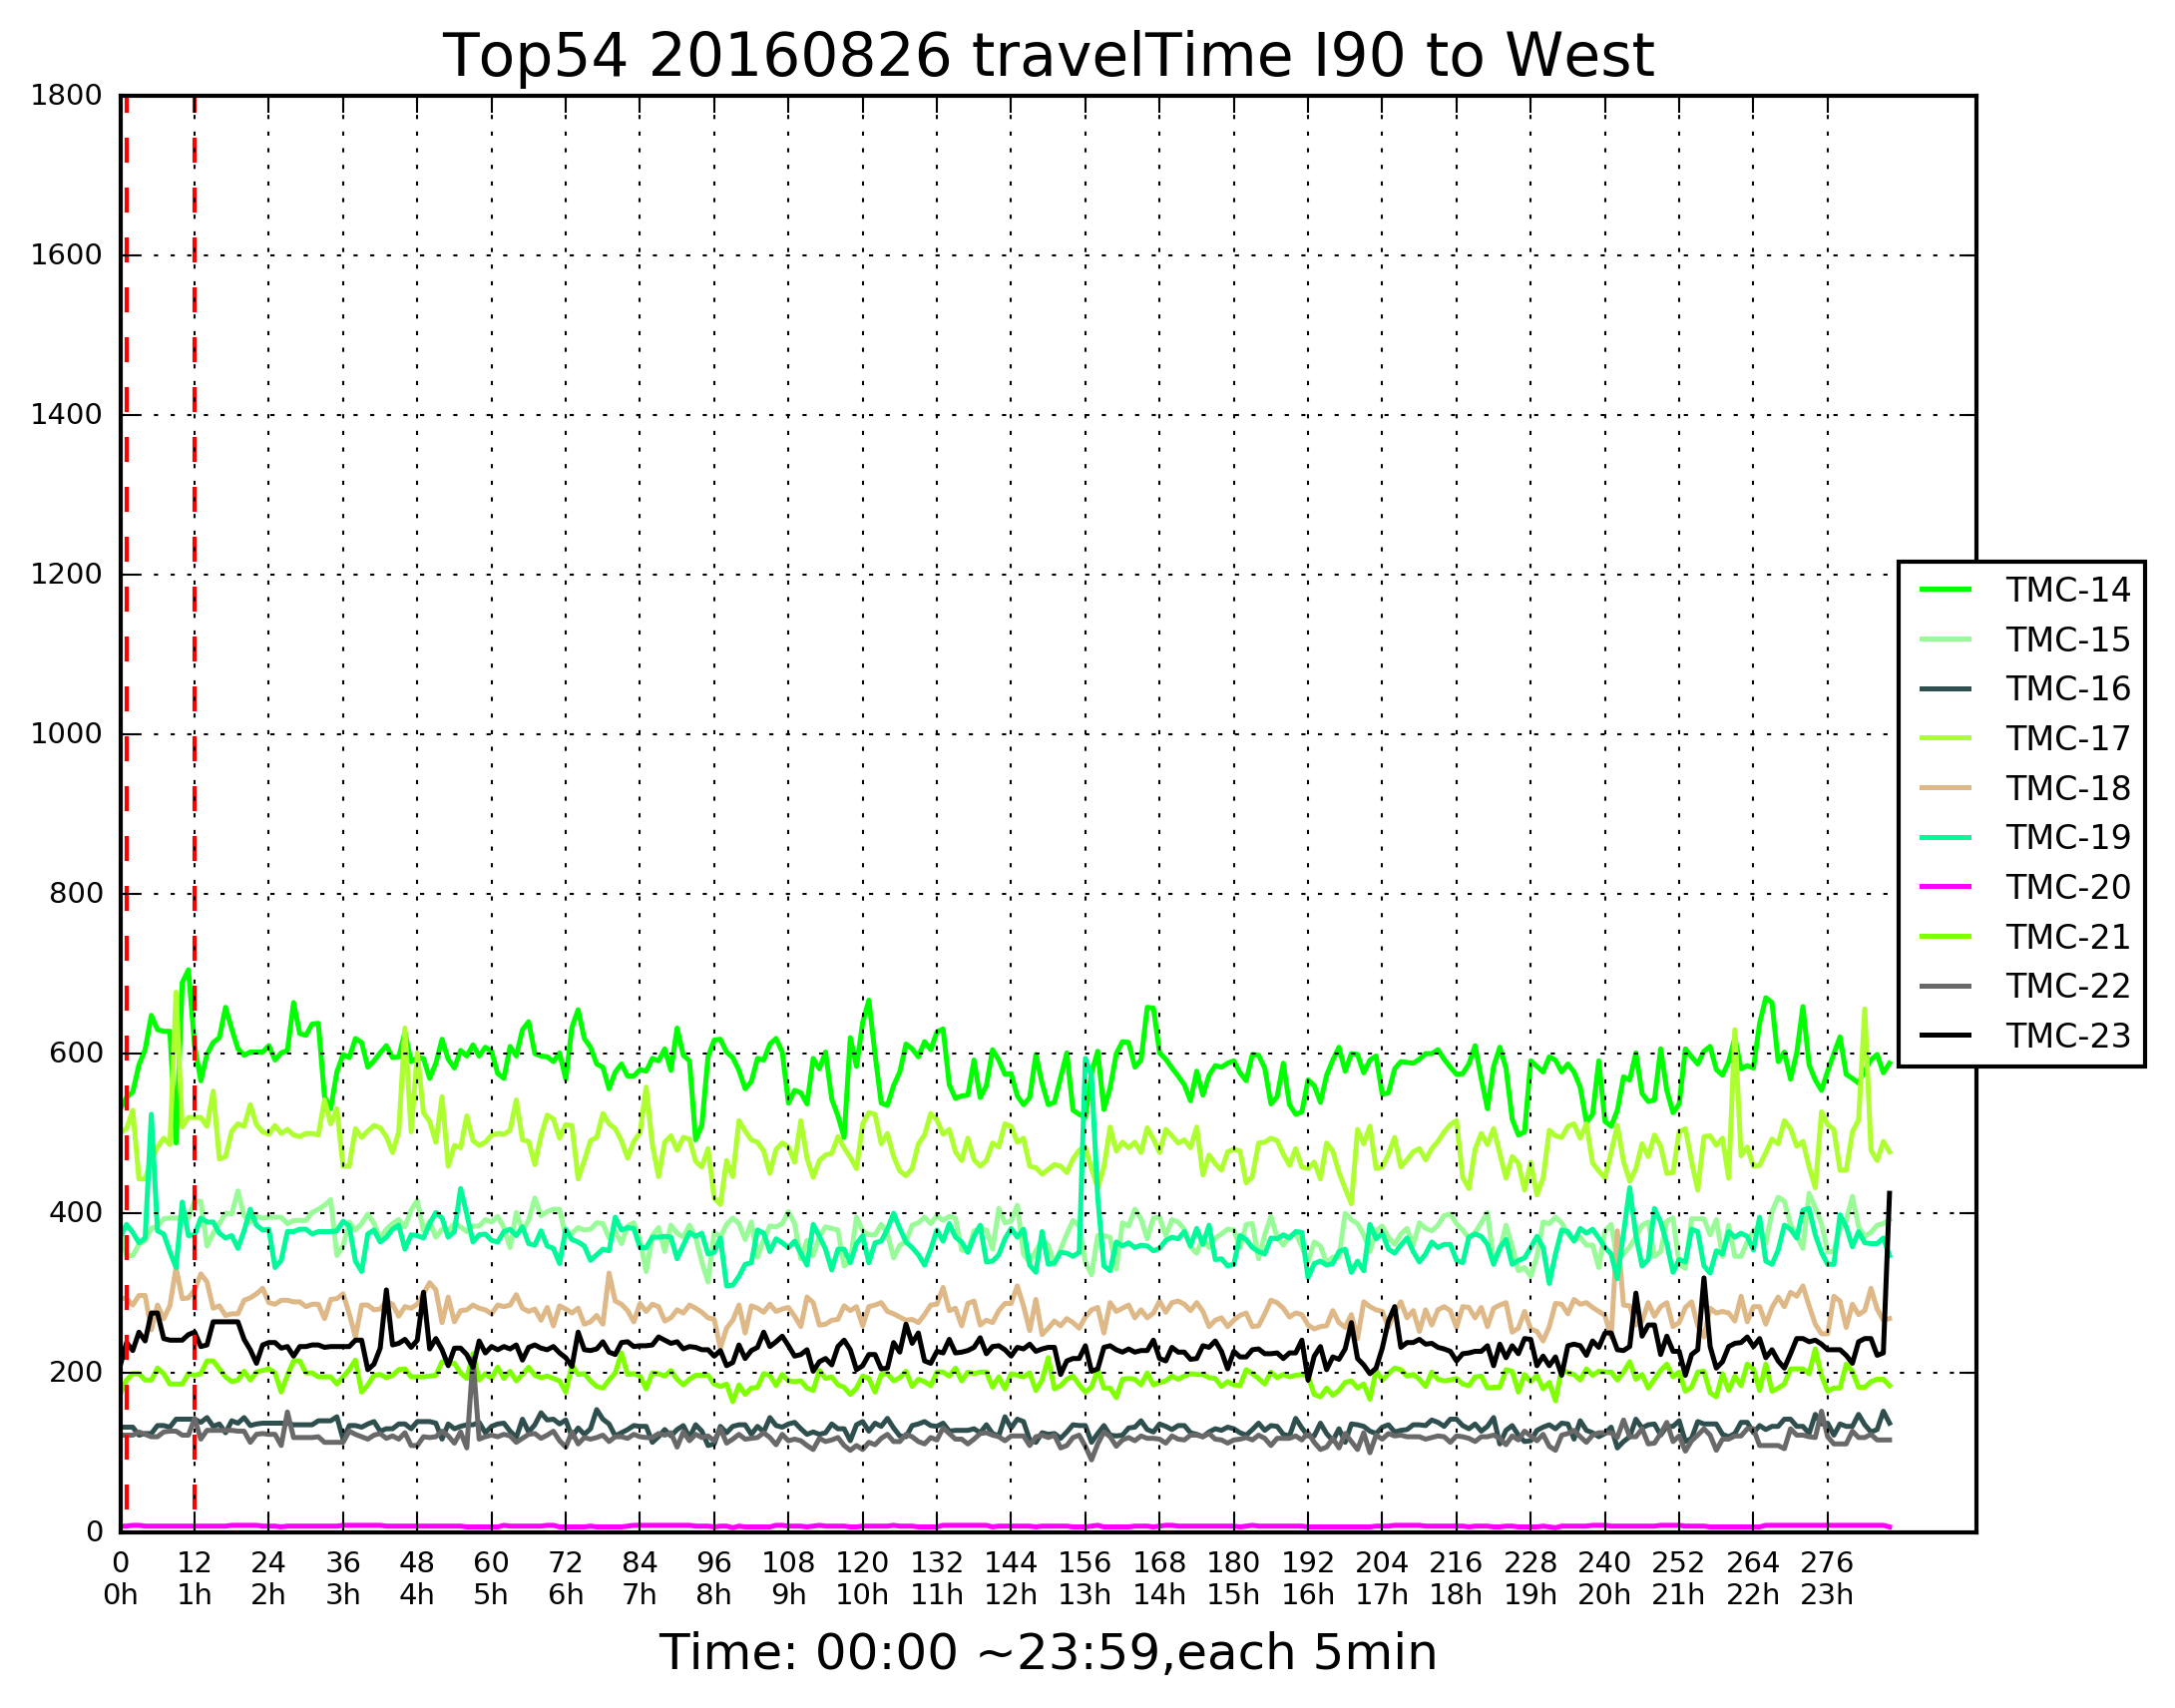 Top54 20160826 travelTime I90 to West
1800
1600
1400
1200
1000
800
600
400
200
0
TMC-14
TMC-15
TMC-16
TMC-17
TMC-18
TMC-19
TMC-20
TMC-21
TMC-22
TMC-23
0 12 24 36 48 60 72 84 96 108 120 132 144 156 168 180 192 204 216 228 240 252 264 276
0h 1h 2h 3h 4h 5h 6h 7h 8h 9h 10h 11h 12h 13h 14h 15h 16h 17h 18h 19h 20h 21h 22h 23h
Time: 00:00 ~23:59,each 5min